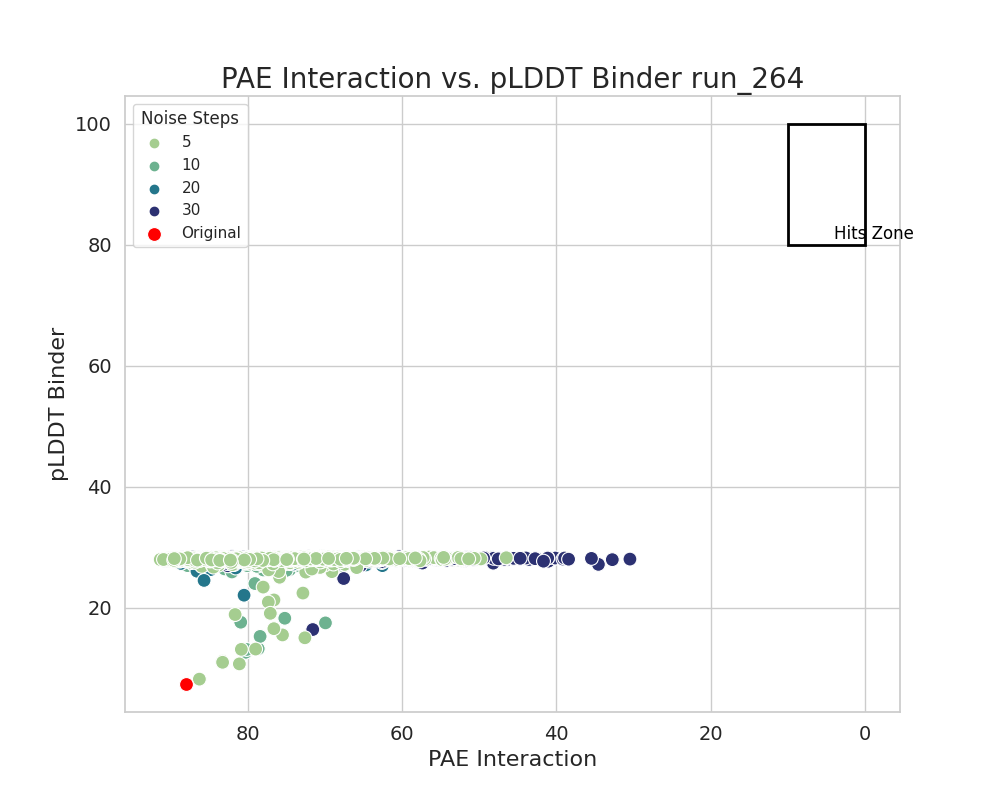 PAE Interaction vs. pLDDT Binder run_264
Noise Steps
5
10
20
30
Original
Hits Zone
pLDDT Binder
100
80
60
40
20
80 60 40 20 0
PAE Interaction